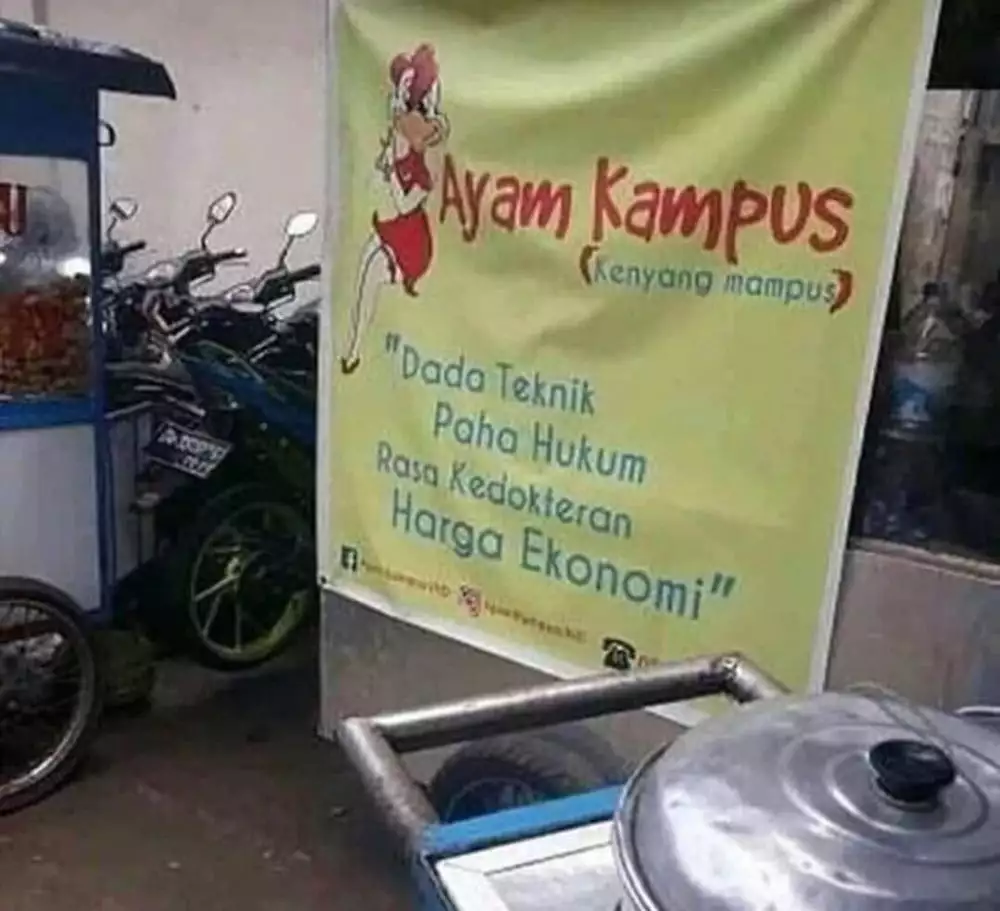 Ayam Kampus
(Kenyang mampus)
"Dada Teknik
Paha Hukum
Rasa Kedokteran
Harga Ekonomi"